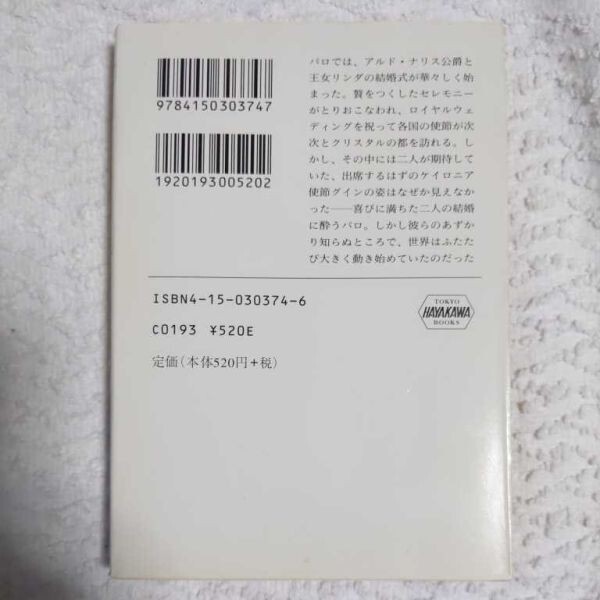 9784150303747
1920193005202
パロでは、アルド・ナリス公爵と
王女リンダの結婚式が華々しく始
まった。贅をつくしたセレモニー
がとりおこなわれ、ロイヤルウェ
ディングを祝って各国の使節が次
次とクリスタルの都を訪れる。し
かし、その中には二人が期待して
いた、出席するはずのケイロニア
使節グインの姿はなぜか見えなか
った——喜びに満ちた二人の結婚
に酔うパロ。しかし彼らのあずか
り知らぬところで、世界はふたた
び大きく動き始めていたのだった
ISBN4-15-030374-6
C0193 ¥520E
定価(本体520円+税)
TOKYO
HAYAKAWA
BOOKS